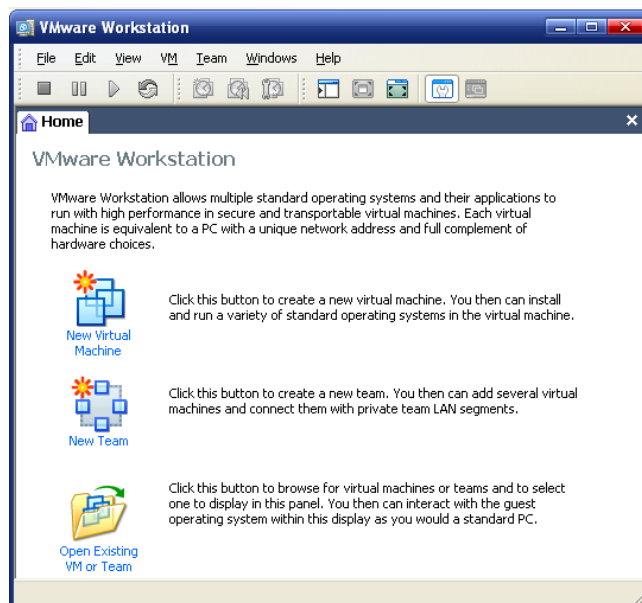 VMware Workstation
File Edit View VM Team Windows Help
Home
VMware Workstation
VMware Workstation allows multiple standard operating systems and their applications to
run with high performance in secure and transportable virtual machines. Each virtual
machine is equivalent to a PC with a unique network address and full complement of
hardware choices.
New Virtual
Machine
Click this button to create a new virtual machine. You then can install
and run a variety of standard operating systems in the virtual machine.
New Team
Click this button to create a new team. You then can add several virtual
machines and connect them with private team LAN segments.
Open Existing
VM or Team
Click this button to browse for virtual machines or teams and to select
one to display in this panel. You then can interact with the guest
operating system within this display as you would a standard PC.